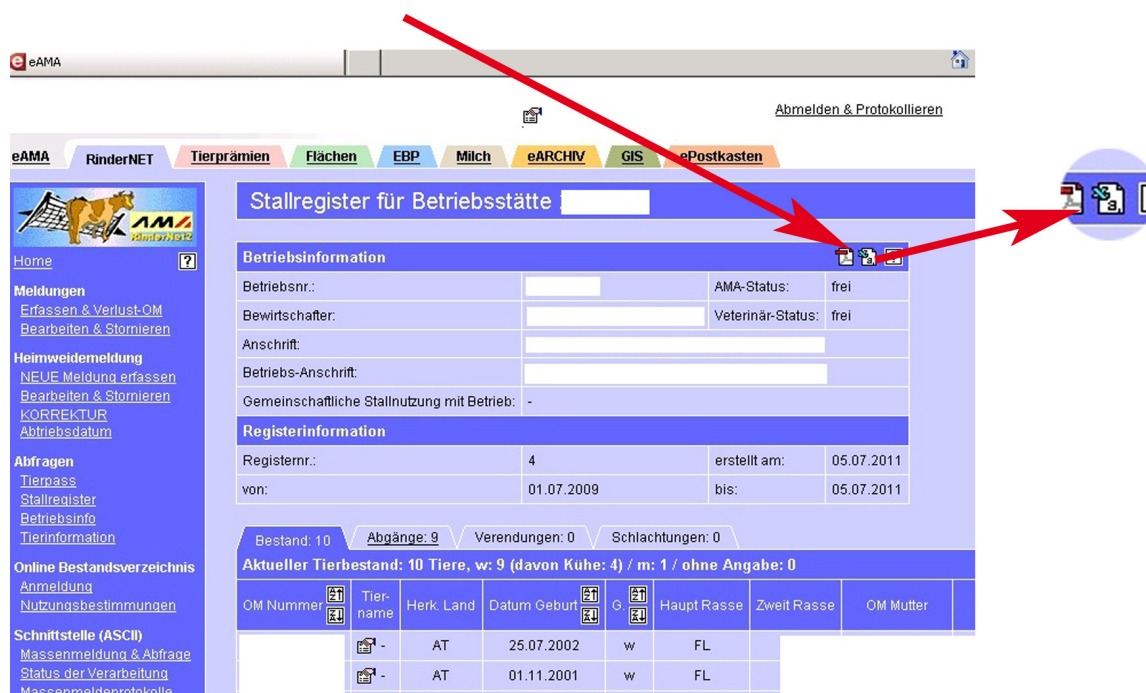 eAMA
Abmelden & Protokollieren
eAMA RinderNET Tierprämien Flächen EBP Milch eARCHIV GIS ePostkasten
AMA
RinderNetz
Home ?
Meldungen
Erfassen & Verlust-OM
Bearbeiten & Stornieren
Heimweidemeldung
NEUE Meldung erfassen
Bearbeiten & Stornieren
KORREKTUR
Abtriebsdatum
Abfragen
Tierpass
Stallregister
Betriebsinfo
Tierinformation
Online Bestandsverzeichnis
Anmeldung
Nutzungsbestimmungen
Schnittstelle (ASCII)
Massenmeldung & Abfrage
Status der Verarbeitung
Massenmeldenprotokolle
Stallregister für Betriebsstätte
Betriebsinformation
Betriebsnr.: AMA-Status: frei
Bewirtschafter: Veterinär-Status: frei
Anschrift:
Betriebs-Anschrift:
Gemeinschaftliche Stallnutzung mit Betrieb: -
Registerinformation
Registernr.: 4 erstellt am: 05.07.2011
von: 01.07.2009 bis: 05.07.2011
Bestand: 10 Abgänge: 9 Verendungen: 0 Schlachtungen: 0
Aktueller Tierbestand: 10 Tiere, w: 9 (davon Kühe: 4) / m: 1 / ohne Angabe: 0
OM Nummer Tier-name Herk. Land Datum Geburt G. Haupt Rasse Zweit Rasse OM Mutter
- AT 25.07.2002 w FL
- AT 01.11.2001 w FL